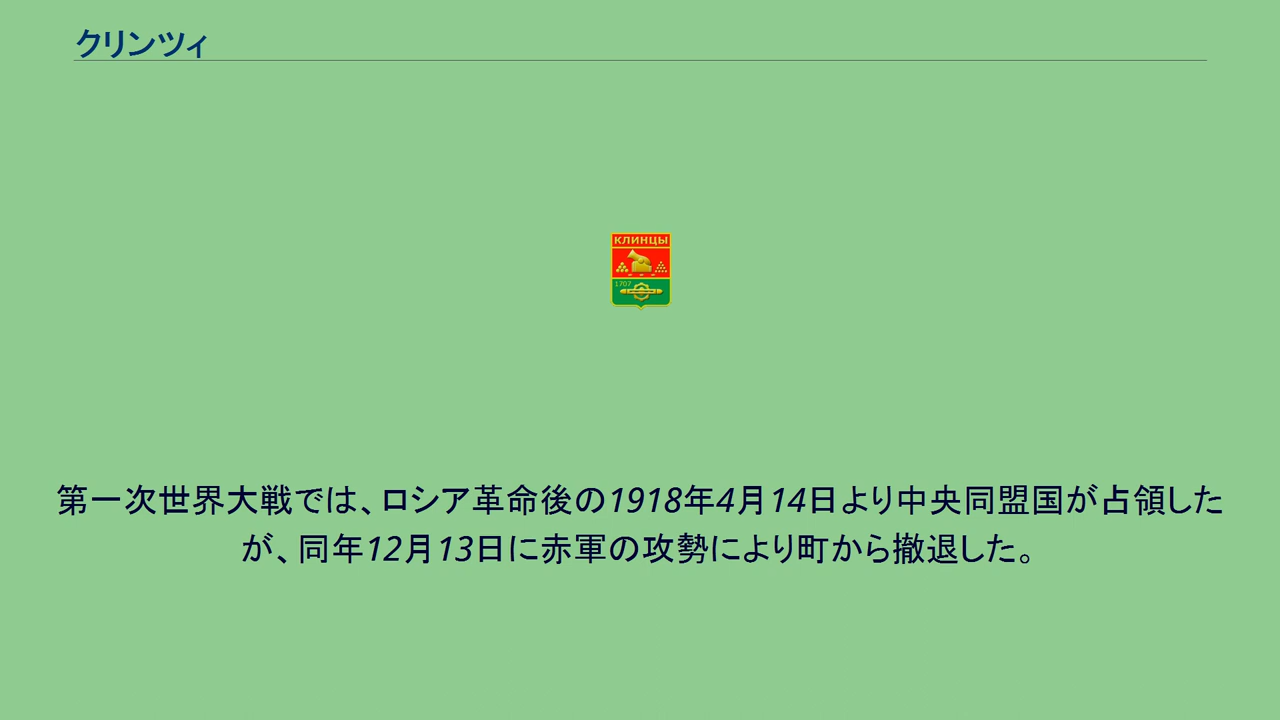 クリンツィ
КЛИНЦЫ
1707
第一次世界大戦では、ロシア革命後の1918年4月14日より中央同盟国が占領した
が、同年12月13日に赤軍の攻勢により町から撤退した。